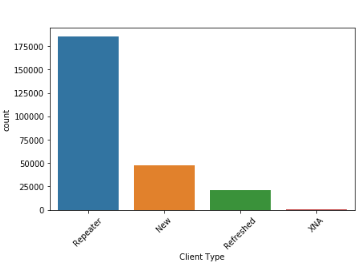 175000
150000
125000
100000
75000
50000
25000
0
count
Repeater
New
Refreshed
XNA
Client Type